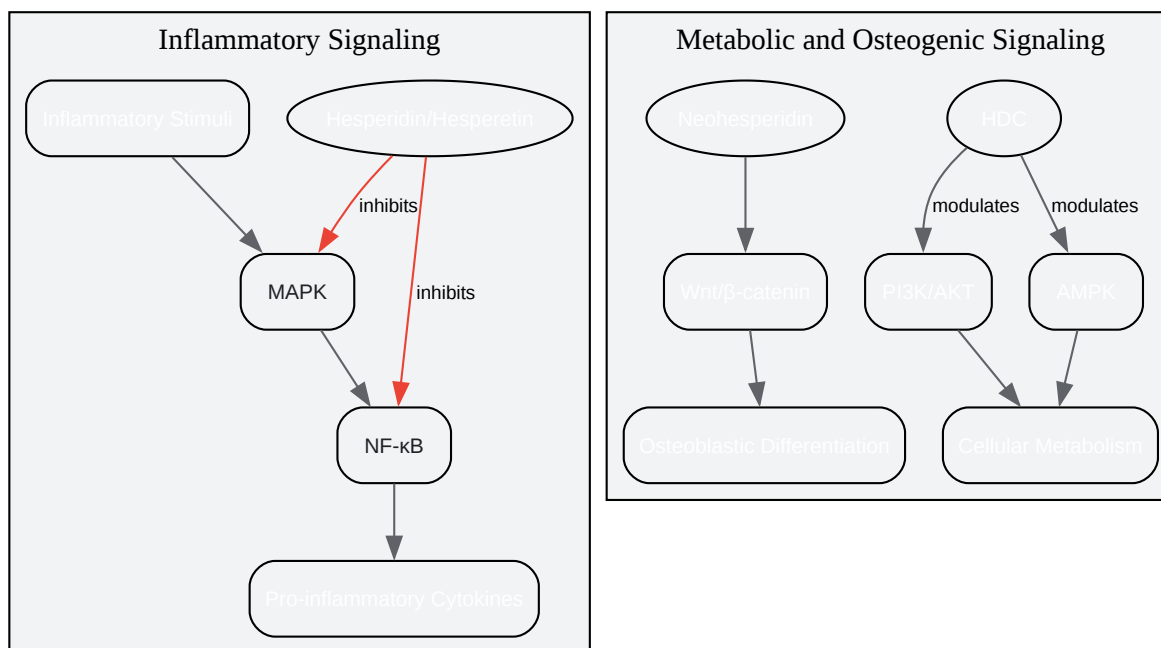 Inflammatory Signaling
Inflammatory Stimuli
Hesperidin/Hesperetin
inhibits
MAPK
inhibits
NF-κB
Pro-inflammatory Cytokines
Metabolic and Osteogenic Signaling
Neohesperidin
HDC
modulates
modulates
Wnt/β-catenin
PI3K/AKT
AMPK
Osteoblastic Differentiation
Cellular Metabolism